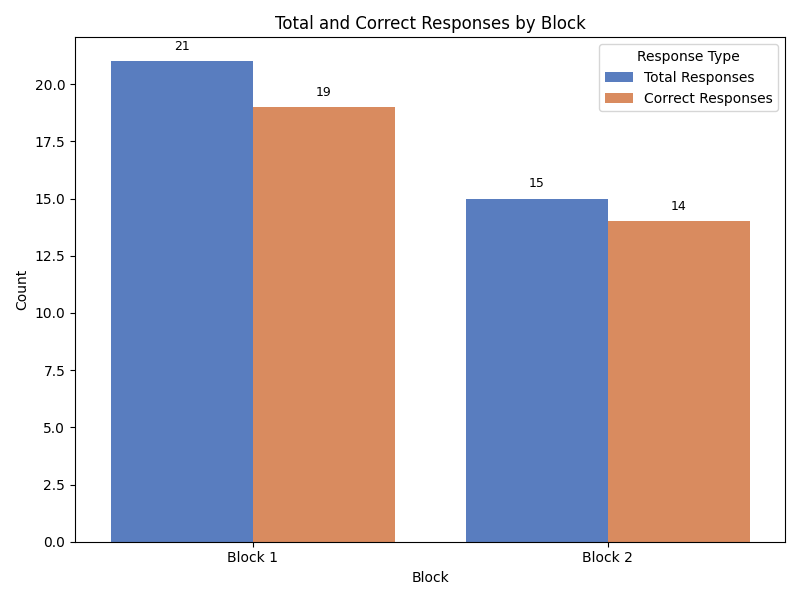 Total and Correct Responses by Block
21
19
15
14
Response Type
Total Responses
Correct Responses
20.0
17.5
15.0
12.5
10.0
7.5
5.0
2.5
0.0
Count
Block 1
Block 2
Block